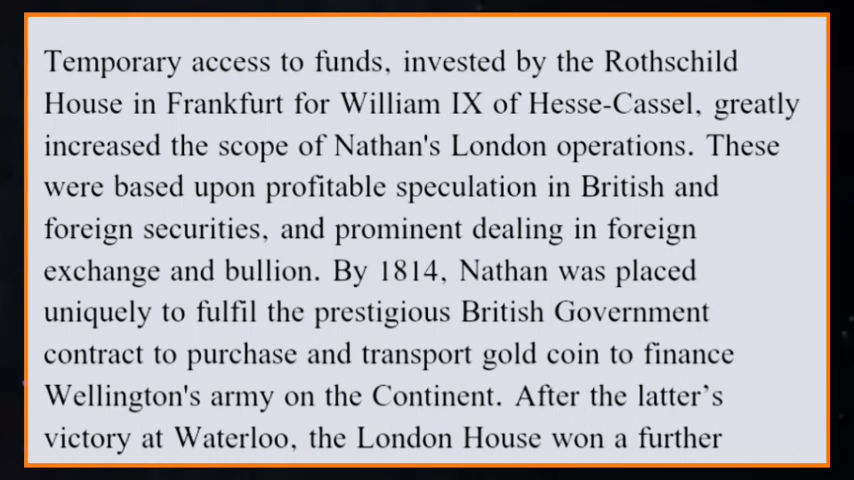 Temporary access to funds, invested by the Rothschild
House in Frankfurt for William IX of Hesse-Cassel, greatly
increased the scope of Nathan's London operations. These
were based upon profitable speculation in British and
foreign securities, and prominent dealing in foreign
exchange and bullion. By 1814, Nathan was placed
uniquely to fulfil the prestigious British Government
contract to purchase and transport gold coin to finance
Wellington's army on the Continent. After the latter’s
victory at Waterloo, the London House won a further